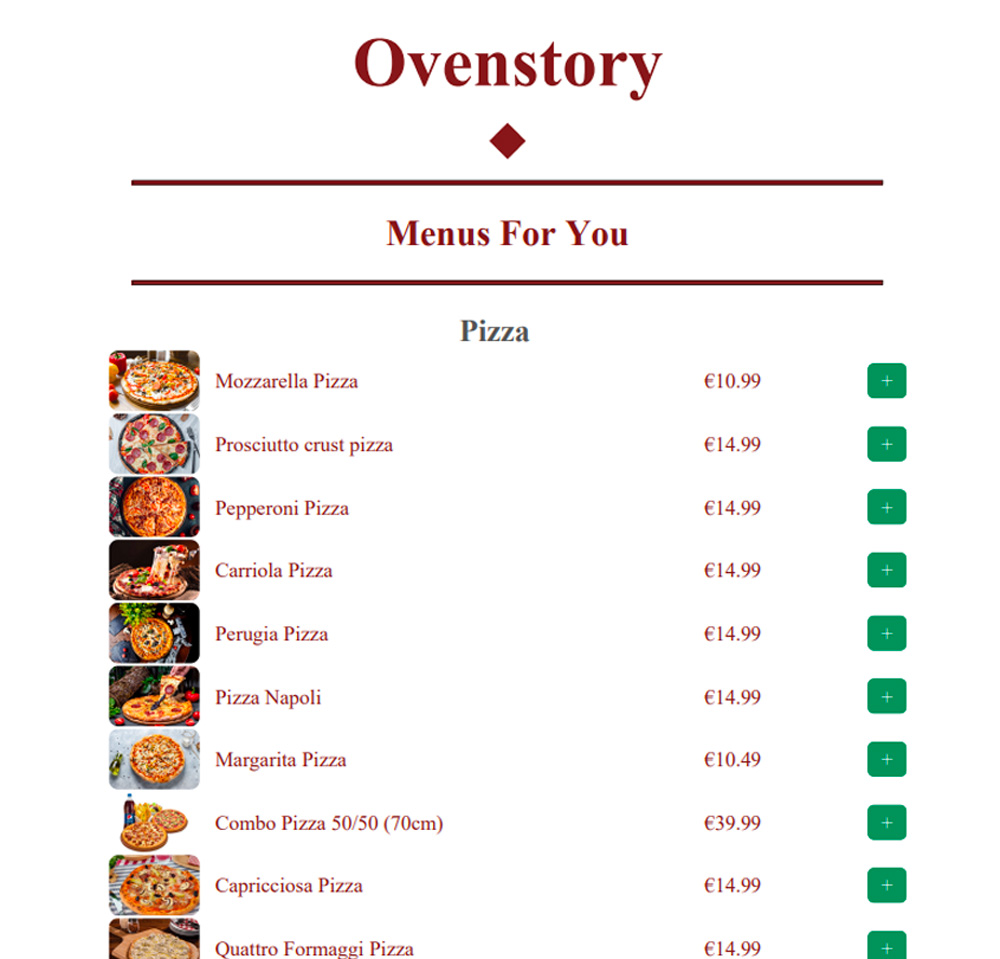 Ovenstory
Menus For You
Pizza
Mozzarella Pizza €10.99 +
Prosciutto crust pizza €14.99 +
Pepperoni Pizza €14.99 +
Carriola Pizza €14.99 +
Perugia Pizza €14.99 +
Pizza Napoli €14.99 +
Margarita Pizza €10.49 +
Combo Pizza 50/50 (70cm) €39.99 +
Capricciosa Pizza €14.99 +
Quattro Formaggi Pizza €14.99 +